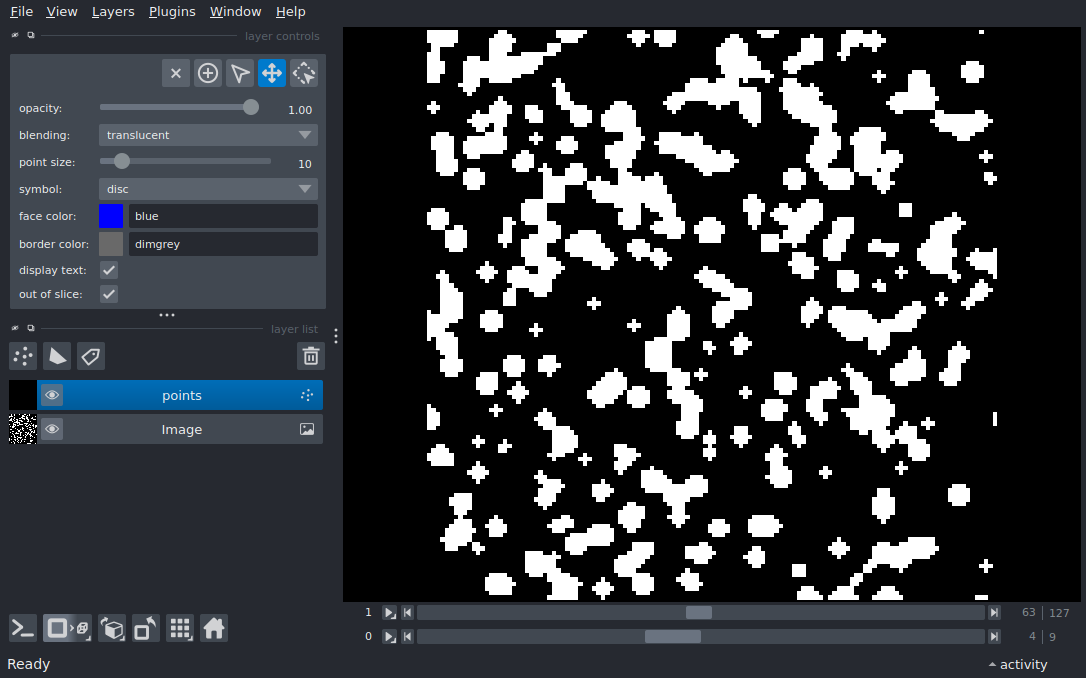 File View Layers Plugins Window Help
layer controls
opacity: 1.00
blending: translucent
point size: 10
symbol: disc
face color: blue
border color: dimgrey
display text:
out of slice:
layer list
points
Image
1 63 | 127
0 4 | 9
Ready activity